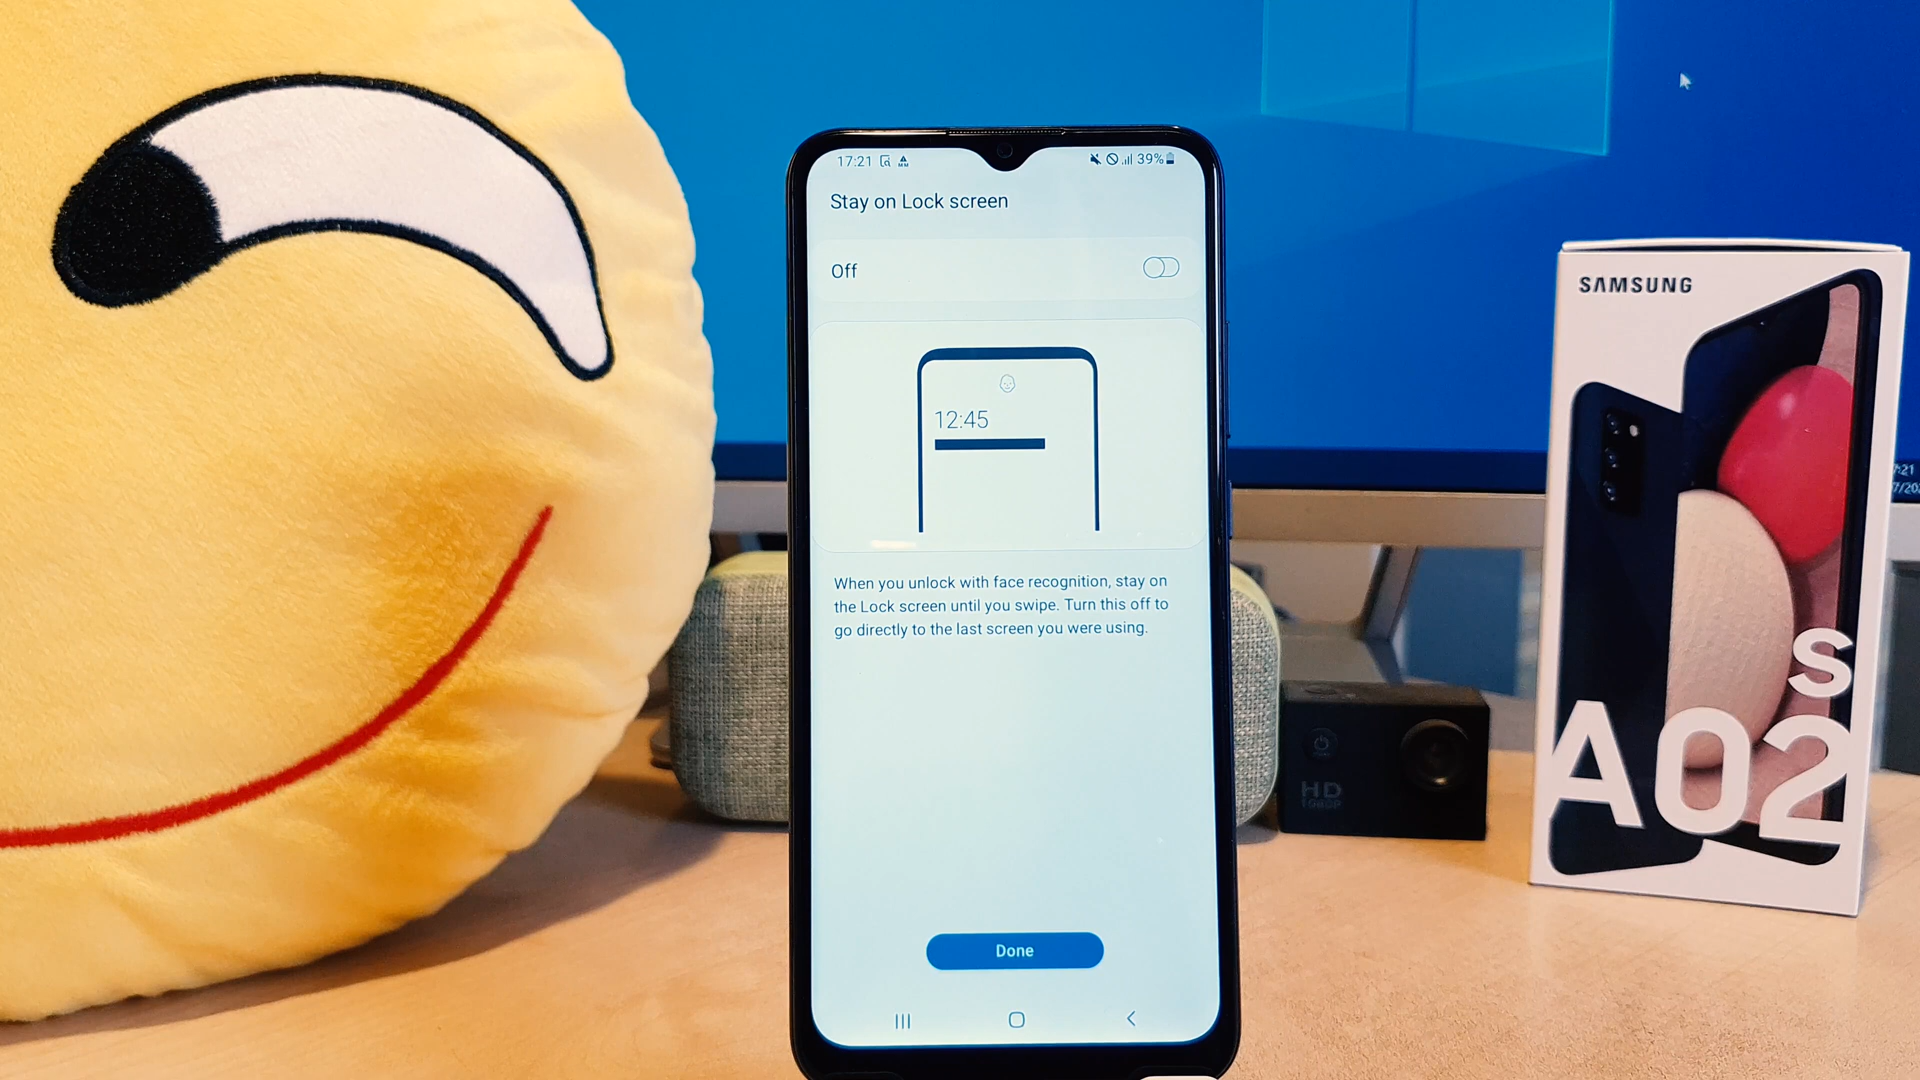 17:21
39%
Stay on Lock screen
Off
12:45
When you unlock with face recognition, stay on
the Lock screen until you swipe. Turn this off to
go directly to the last screen you were using.
Done
HD
1080P
SAMSUNG
A02
s
:21